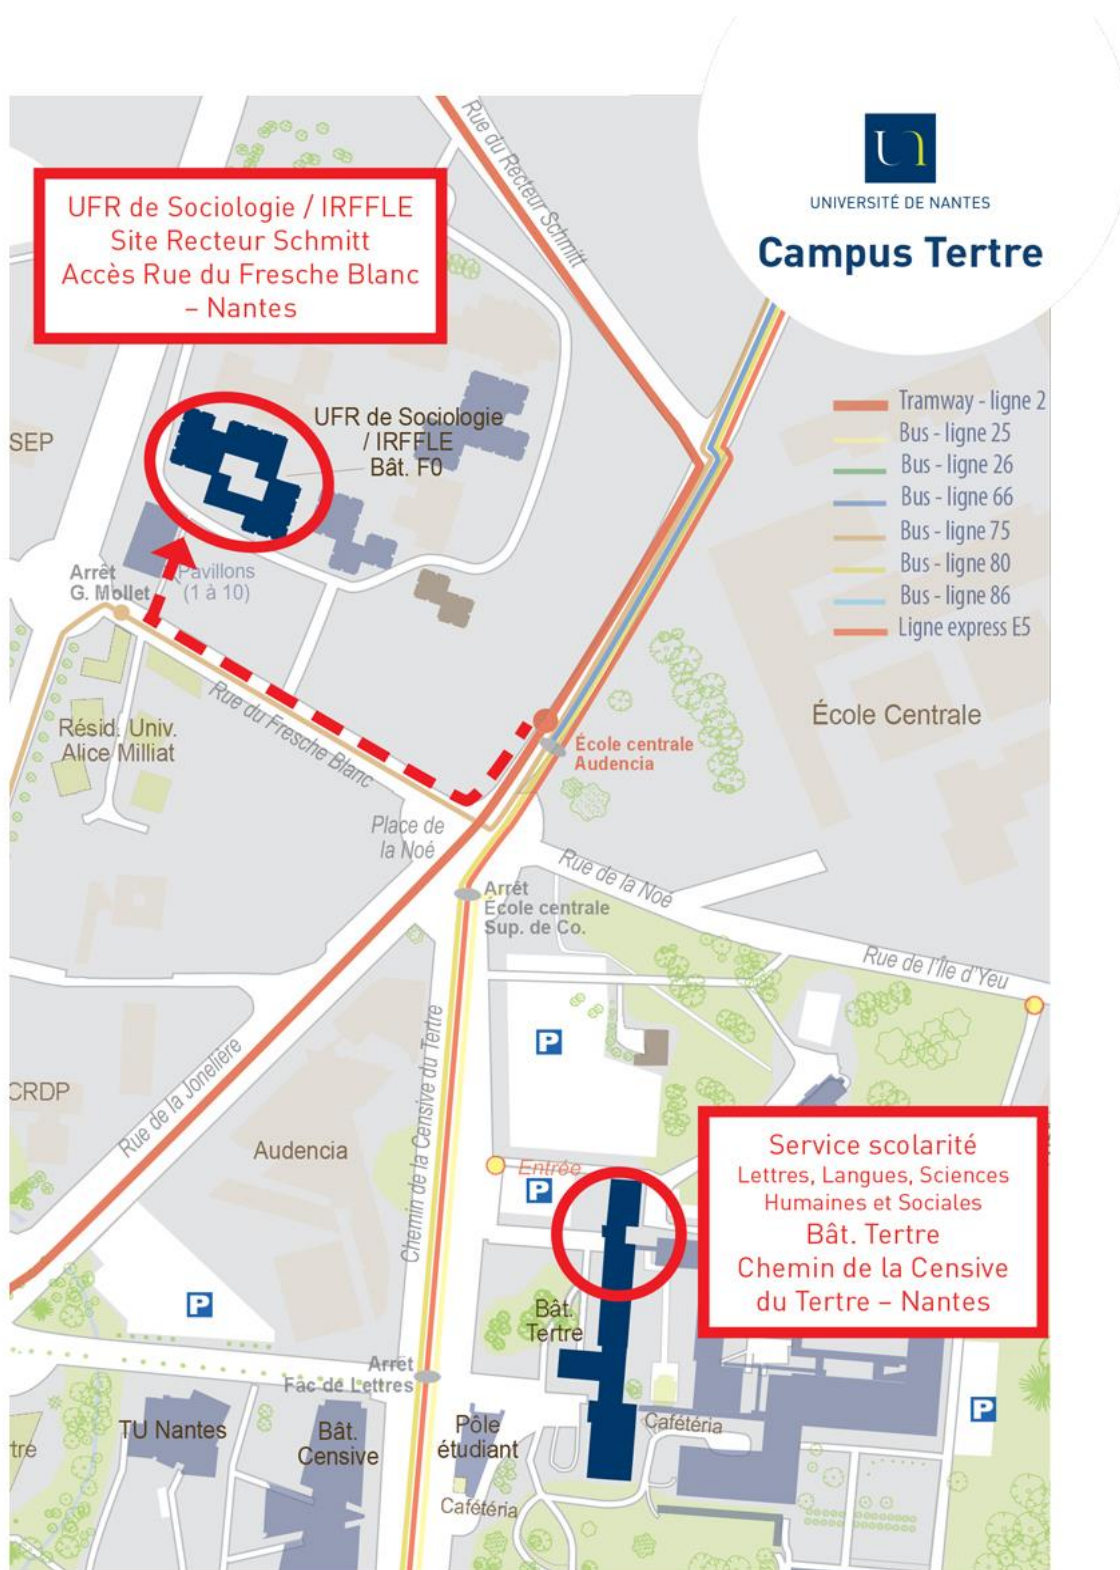 UNIVERSITÉ DE NANTES
Campus Tertre
Rue du Recteur Schmitt
UFR de Sociologie / IRFFLE
Site Recteur Schmitt
Accès Rue du Fresche Blanc
– Nantes
Tramway - ligne 2
Bus - ligne 25
Bus - ligne 26
Bus - ligne 66
Bus - ligne 75
Bus - ligne 80
Bus - ligne 86
Ligne express E5
SEP
UFR de Sociologie
/ IRFFLE
Bât. F0
Arrêt
G. Mollet
Pavillons
(1 à 10)
Rue du Fresche Blanc
Résid. Univ.
Alice Milliat
École Centrale
École centrale
Audencia
Place de
la Noé
Rue de la Noé
Arrêt
École centrale
Sup. de Co.
Rue de l'Île d'Yeu
P
CRDP
Rue de la Jonelière
Audencia
Chemin de la Censive du Tertre
Entrée
P
Service scolarité
Lettres, Langues, Sciences
Humaines et Sociales
Bât. Tertre
Chemin de la Censive
du Tertre – Nantes
P
Bât.
Tertre
Arrêt
Fac de Lettres
P
TU Nantes
Bât.
Censive
Pôle
étudiant
Cafétéria
tre
Cafétéria